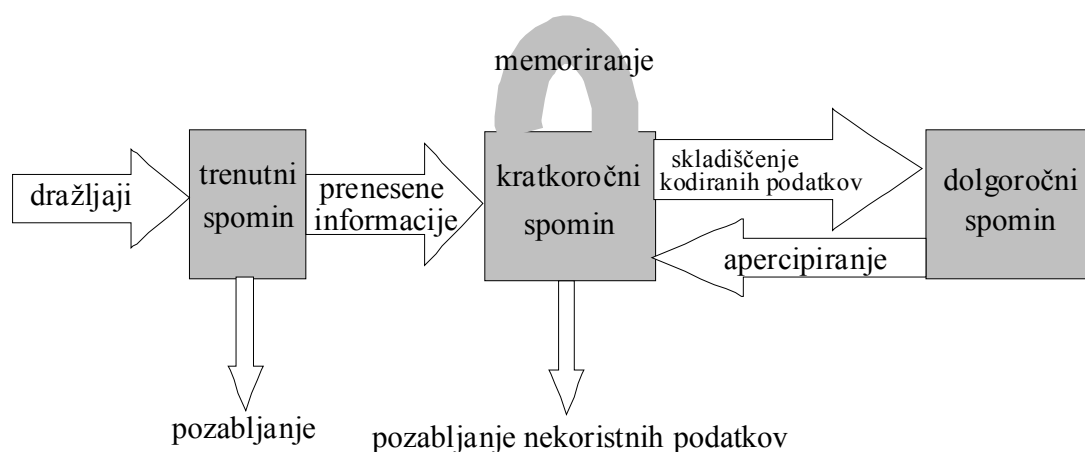 memoriranje
dražljaji
trenutni
spomin
prenesene
informacije
kratkoročni
spomin
skladiščenje
kodiranih podatkov
apercipiranje
dolgoročni
spomin
pozabljanje
pozabljanje nekoristnih podatkov